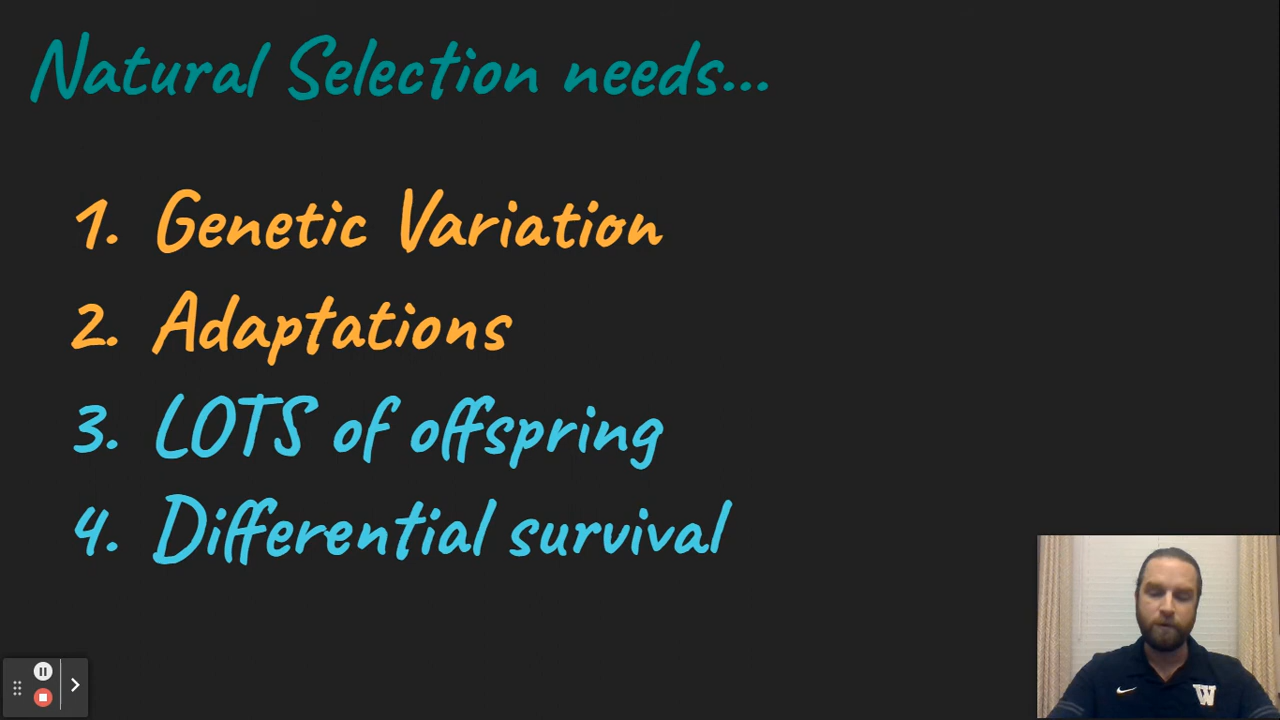 Natural Selection needs...
1. Genetic Variation
2. Adaptations
3. LOTS of offspring
4. Differential survival
W